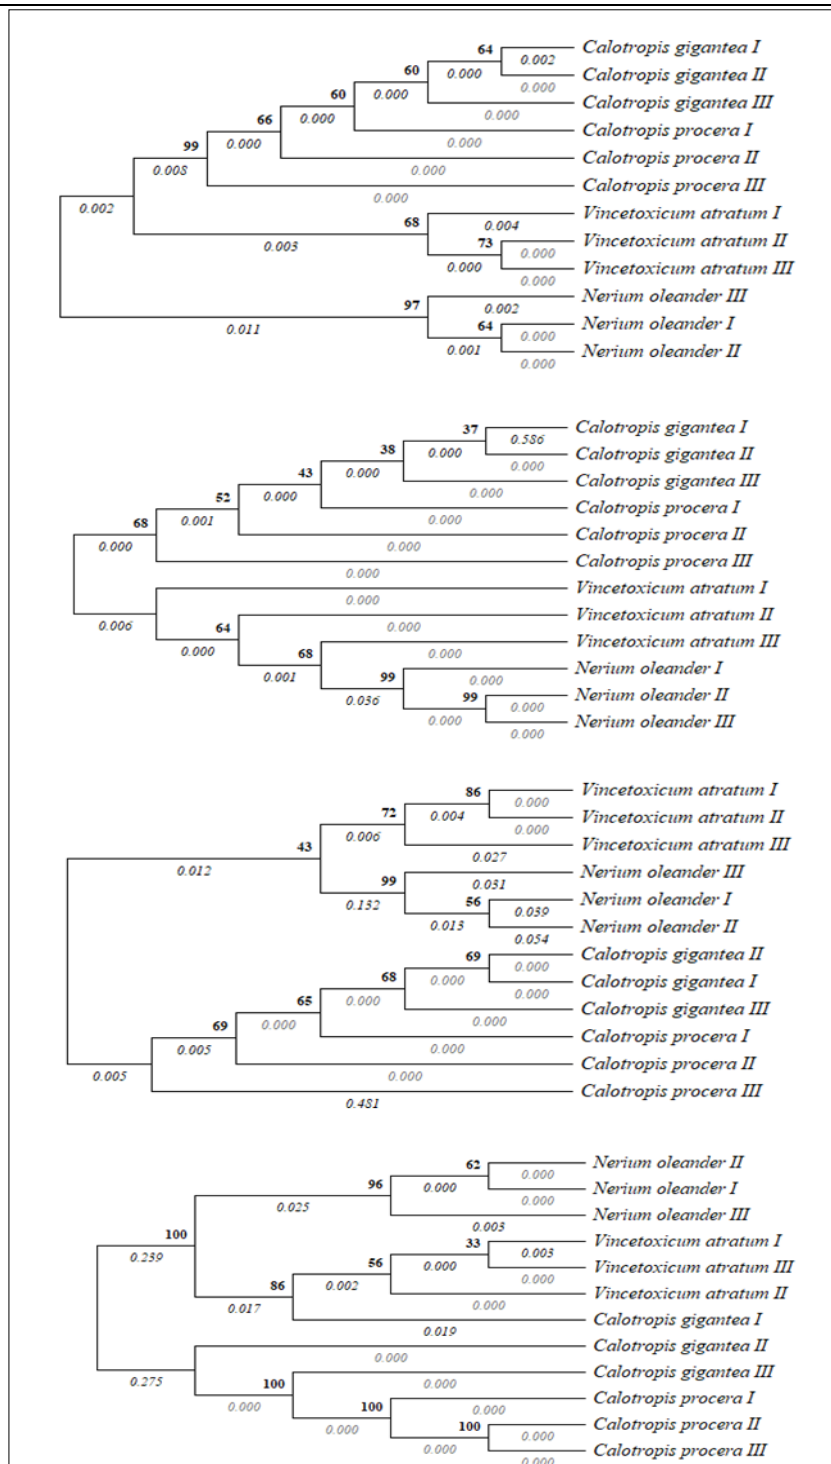 64 Calotropis gigantea I
0.002
60 0.000 Calotropis gigantea II
0.000
60 0.000 Calotropis gigantea III
0.000
66 0.000 Calotropis procera I
0.000
99 0.000 Calotropis procera II
0.000
0.008 Calotropis procera III
0.000
0.002
68 Vincetoxicum atratum I
0.004
0.003 73 Vincetoxicum atratum II
0.000
0.000 Vincetoxicum atratum III
0.000
97 Nerium oleander III
0.002
0.011 64 Nerium oleander I
0.000
0.001 Nerium oleander II
0.000
37 Calotropis gigantea I
0.586
38 0.000 Calotropis gigantea II
0.000
43 0.000 Calotropis gigantea III
0.000
52 0.000 Calotropis procera I
0.000
68 0.001 Calotropis procera II
0.000
0.000 Calotropis procera III
0.000
Vincetoxicum atratum I
0.000
0.006 64 Vincetoxicum atratum II
0.000
0.000 68 Vincetoxicum atratum III
0.000
0.001 99 Nerium oleander I
0.000
0.036 99 Nerium oleander II
0.000
0.000 Nerium oleander III
0.000
86 Vincetoxicum atratum I
0.000
72 0.004 Vincetoxicum atratum II
0.000
43 0.006 Vincetoxicum atratum III
0.027
0.012
99 Nerium oleander III
0.031
0.132 56 Nerium oleander I
0.039
0.013 Nerium oleander II
0.054
69 Calotropis gigantea II
0.000
68 0.000 Calotropis gigantea I
0.000
65 0.000 Calotropis gigantea III
0.000
69 0.000 Calotropis procera I
0.000
0.005 Calotropis procera II
0.000
0.005 Calotropis procera III
0.481
62 Nerium oleander II
0.000
96 0.000 Nerium oleander I
0.000
0.025 Nerium oleander III
0.003
100
0.239
33 Vincetoxicum atratum I
0.003
56 0.000 Vincetoxicum atratum III
0.000
86 0.002 Vincetoxicum atratum II
0.000
0.017 Calotropis gigantea I
0.019
Calotropis gigantea II
0.000
0.275 100 Calotropis gigantea III
0.000
0.000 100 Calotropis procera I
0.000
0.000 100 Calotropis procera II
0.000
0.000 Calotropis procera III
0.000